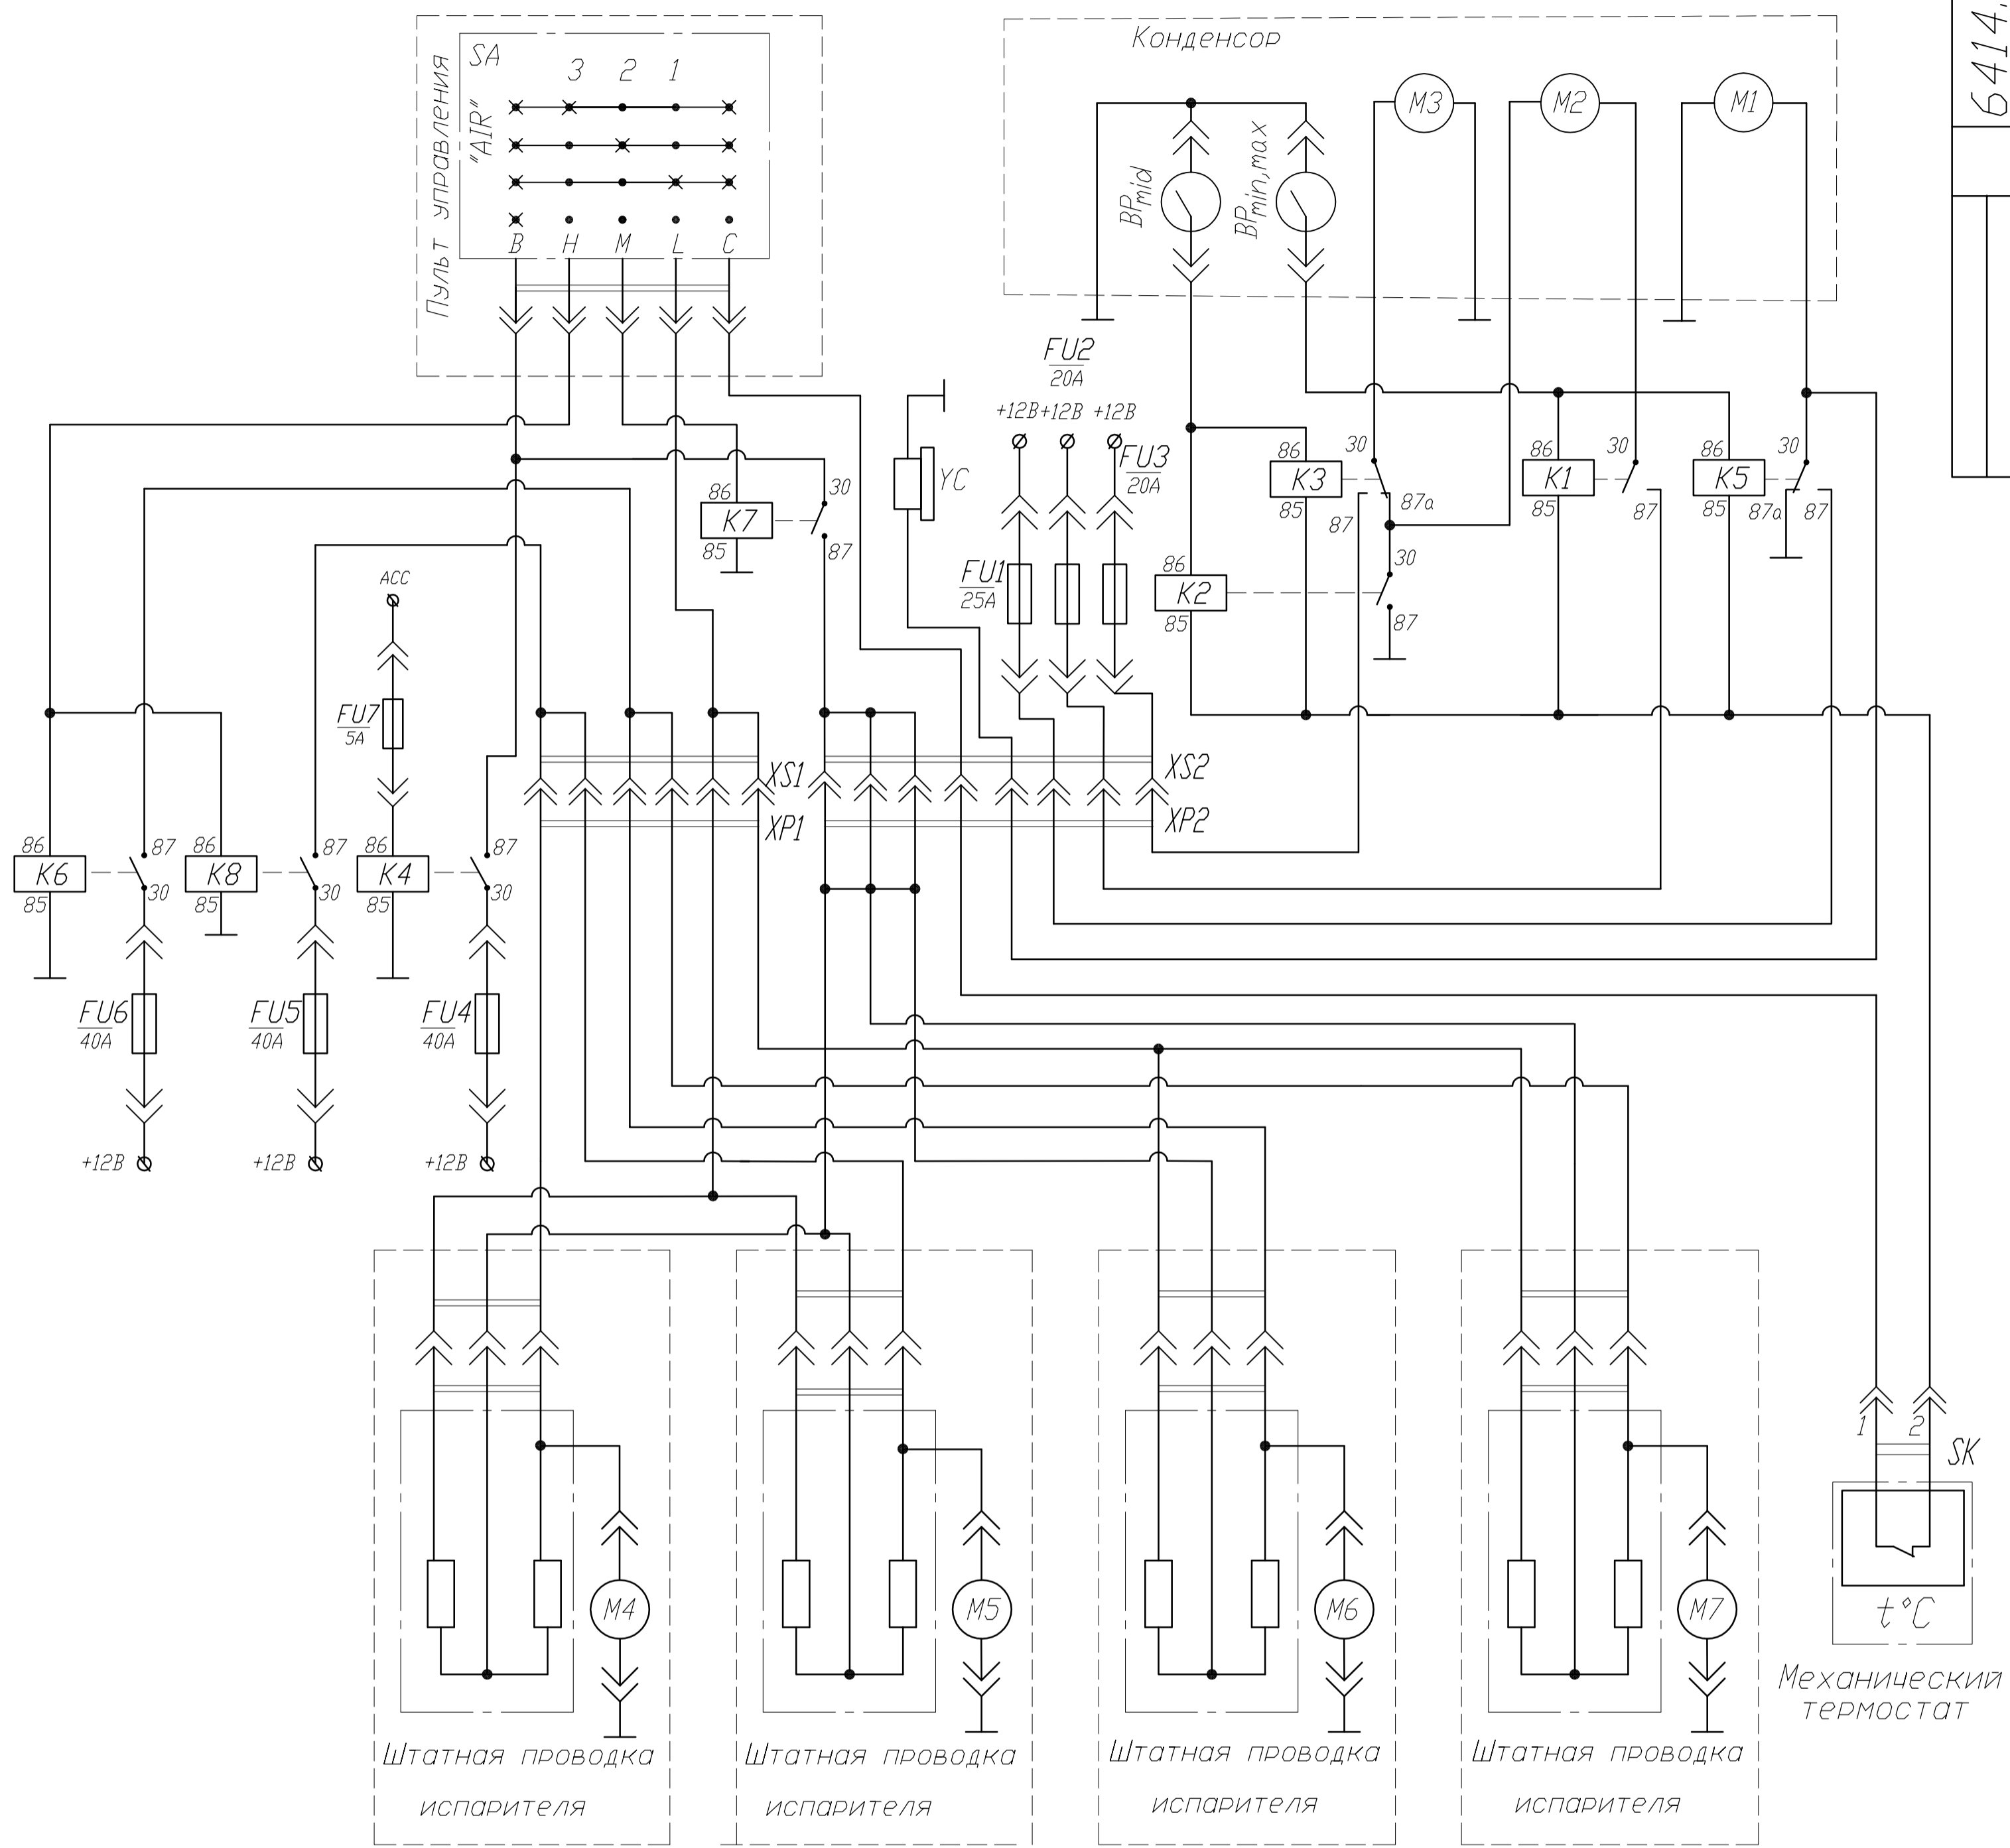 6414.
Пульт управления
SA
"AIR"
3 2 1
B H M L C
Конденсор
BPmid
BPmin,max
M3
M2
M1
FU2
20A
+12В +12В +12В
FU3
20A
FU1
25A
YC
86
K7
85
30
87
86
K3
85
30
87
87a
86
K1
85
30
87
86
K5
85
30
87a
87
86
K2
85
30
87
ACC
FU7
5A
XS1
XP1
XS2
XP2
86
K6
85
87
30
86
K8
85
87
30
86
K4
85
87
30
FU6
40A
FU5
40A
FU4
40A
+12В
+12В
+12В
1 2
SK
t°C
Механический
термостат
M4
M5
M6
M7
Штатная проводка
испарителя
Штатная проводка
испарителя
Штатная проводка
испарителя
Штатная проводка
испарителя